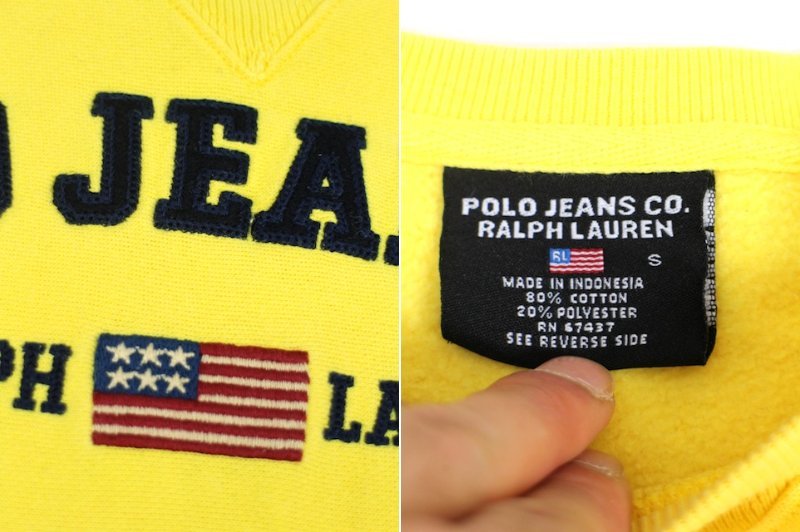 JEA
PH LA
POLO JEANS CO.
RALPH LAUREN
RL S
MADE IN INDONESIA
80% COTTON
20% POLYESTER
RN 67437
SEE REVERSE SIDE